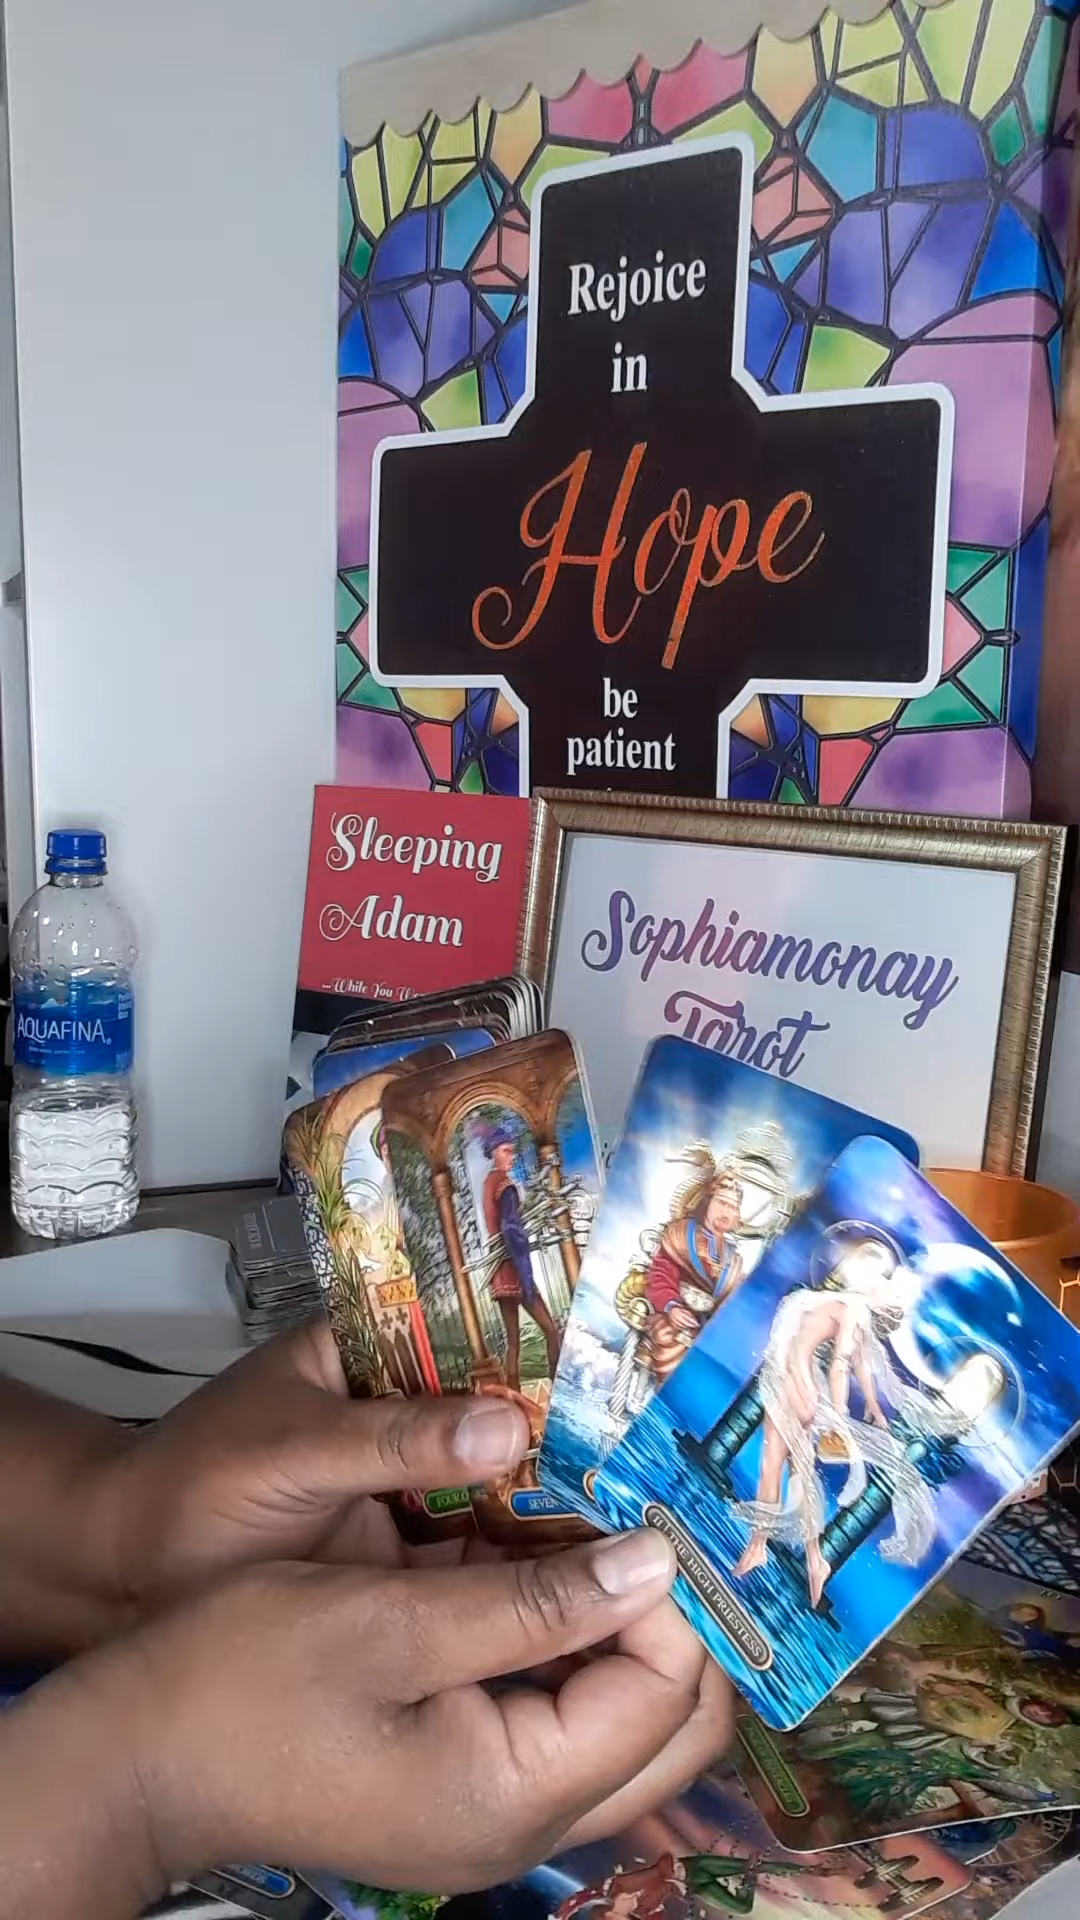 Rejoice
in
Hope
be
patient
Sleeping
Adam
...While You
Sophiamonay
Tarot
AQUAFINA
FOUR O
SEVEN
II THE HIGH PRIESTESS